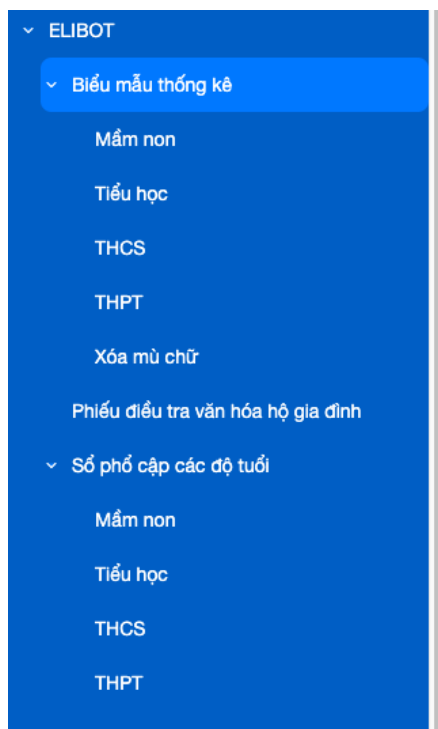 ELIBOT
Biểu mẫu thống kê
Mầm non
Tiểu học
THCS
THPT
Xóa mù chữ
Phiếu điều tra văn hóa hộ gia đình
Sổ phổ cập các độ tuổi
Mầm non
Tiểu học
THCS
THPT